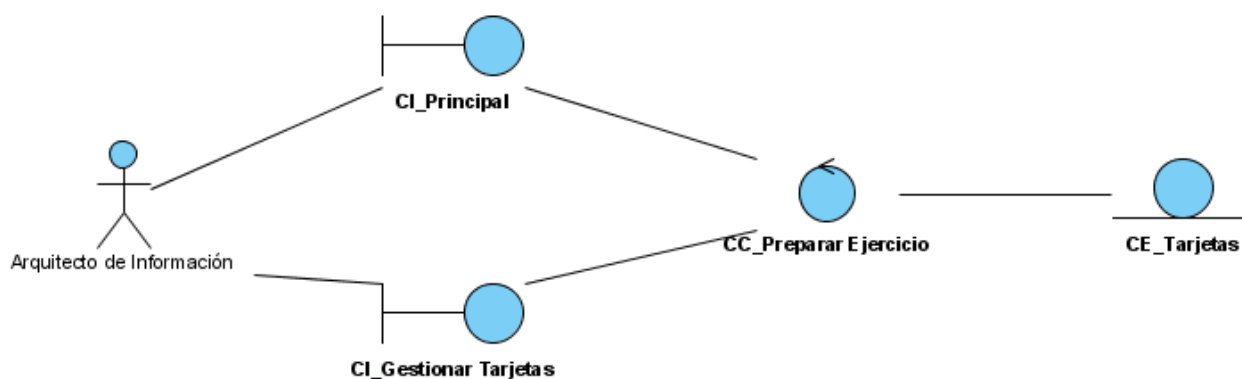 CI_Principal
Arquitecto de Información
CC_Preparar Ejercicio
CE_Tarjetas
CI_Gestionar Tarjetas